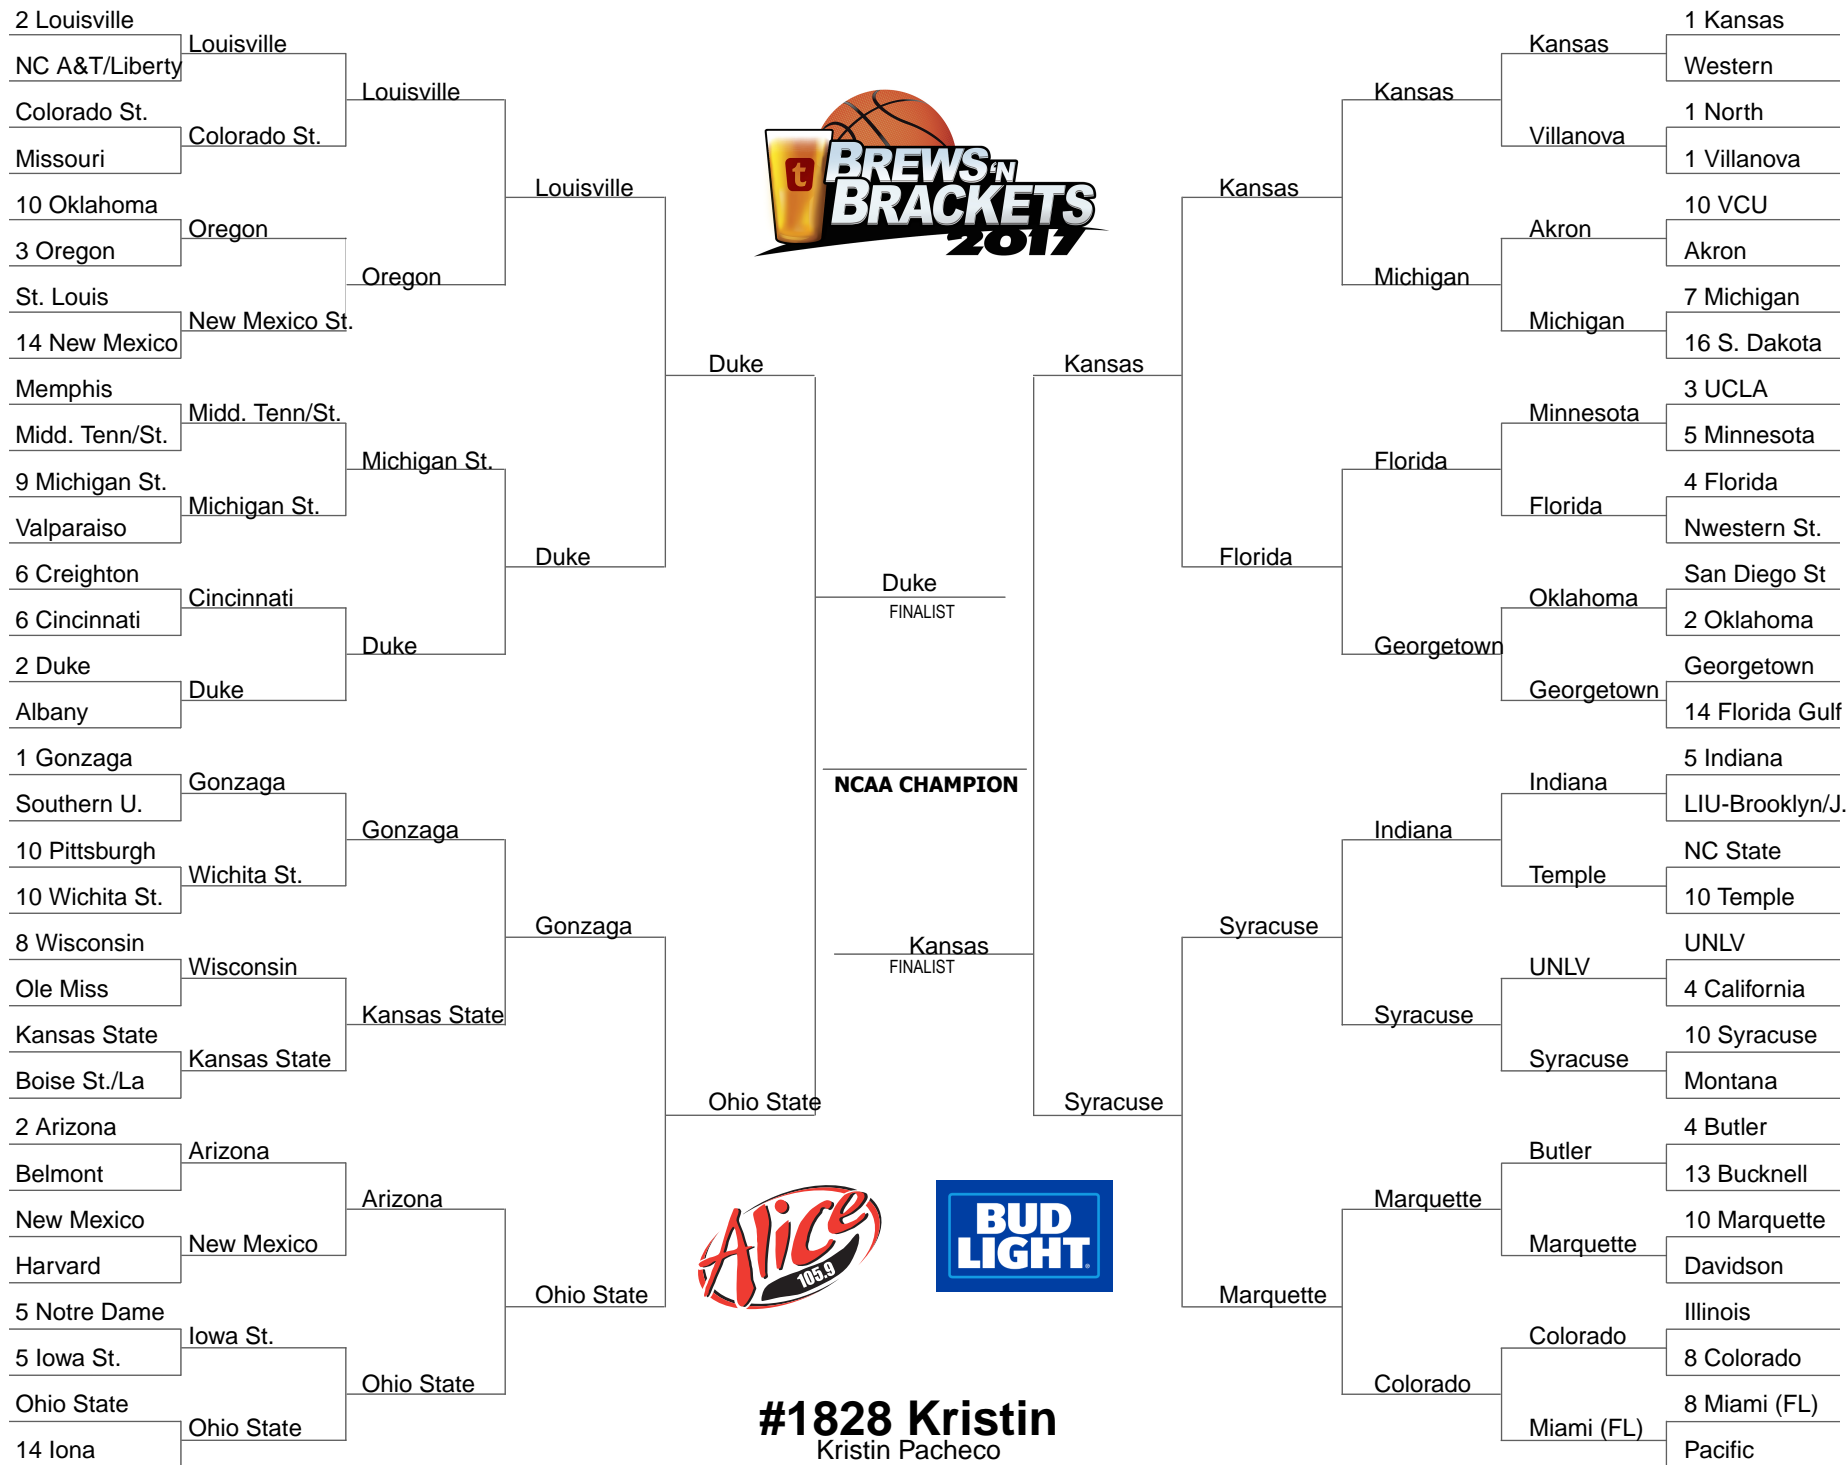 2 Louisville
NC A&T/Liberty
Colorado St.
Missouri
10 Oklahoma
3 Oregon
St. Louis
14 New Mexico
Memphis
Midd. Tenn/St.
9 Michigan St.
Valparaiso
6 Creighton
6 Cincinnati
2 Duke
Albany
1 Gonzaga
Southern U.
10 Pittsburgh
10 Wichita St.
8 Wisconsin
Ole Miss
Kansas State
Boise St./La
2 Arizona
Belmont
New Mexico
Harvard
5 Notre Dame
5 Iowa St.
Ohio State
14 Iona
Louisville
Colorado St.
Oregon
New Mexico St.
Midd. Tenn/St.
Michigan St.
Cincinnati
Duke
Gonzaga
Wichita St.
Wisconsin
Kansas State
Arizona
New Mexico
Iowa St.
Ohio State
Louisville
Oregon
Michigan St.
Duke
Gonzaga
Kansas State
Arizona
Ohio State
Louisville
Duke
Gonzaga
Ohio State
Duke
Ohio State
t
BREWS 'N
BRACKETS
2017
Duke
FINALIST
NCAA CHAMPION
Kansas
FINALIST
Alice
105.9
BUD
LIGHT
#1828 Kristin
Kristin Pacheco
Kansas
Syracuse
Kansas
Florida
Syracuse
Marquette
Kansas
Michigan
Florida
Georgetown
Indiana
Syracuse
Marquette
Colorado
Kansas
Villanova
Akron
Michigan
Minnesota
Florida
Oklahoma
Georgetown
Indiana
Temple
UNLV
Syracuse
Butler
Marquette
Colorado
Miami (FL)
1 Kansas
Western
1 North
1 Villanova
10 VCU
Akron
7 Michigan
16 S. Dakota
3 UCLA
5 Minnesota
4 Florida
Nwestern St.
San Diego St
2 Oklahoma
Georgetown
14 Florida Gulf
5 Indiana
LIU-Brooklyn/J.
NC State
10 Temple
UNLV
4 California
10 Syracuse
Montana
4 Butler
13 Bucknell
10 Marquette
Davidson
Illinois
8 Colorado
8 Miami (FL)
Pacific